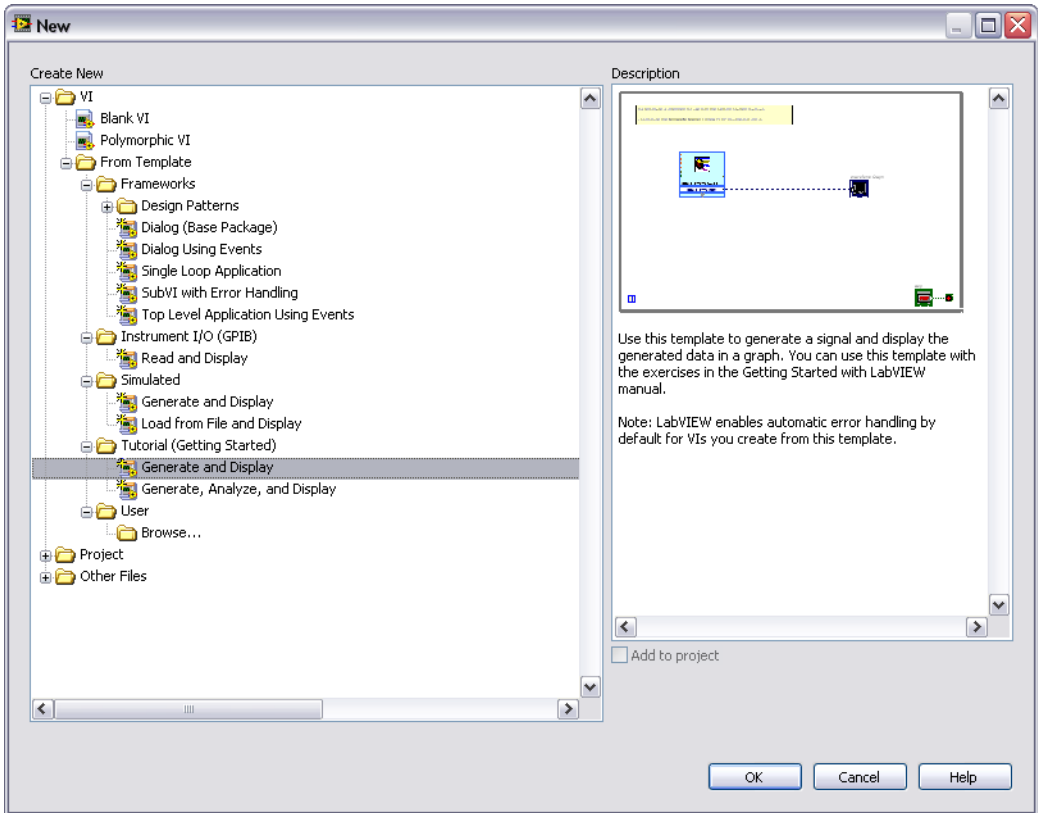 New
Create New
VI
Blank VI
Polymorphic VI
From Template
Frameworks
Design Patterns
Dialog (Base Package)
Dialog Using Events
Single Loop Application
SubVI with Error Handling
Top Level Application Using Events
Instrument I/O (GPIB)
Read and Display
Simulated
Generate and Display
Load from File and Display
Tutorial (Getting Started)
Generate and Display
Generate, Analyze, and Display
User
Browse...
Project
Other Files
Description
Use this template to generate a signal and display the
generated data in a graph. You can use this template with
the exercises in the Getting Started with LabVIEW
manual.
Note: LabVIEW enables automatic error handling by
default for VIs you create from this template.
Add to project
OK
Cancel
Help